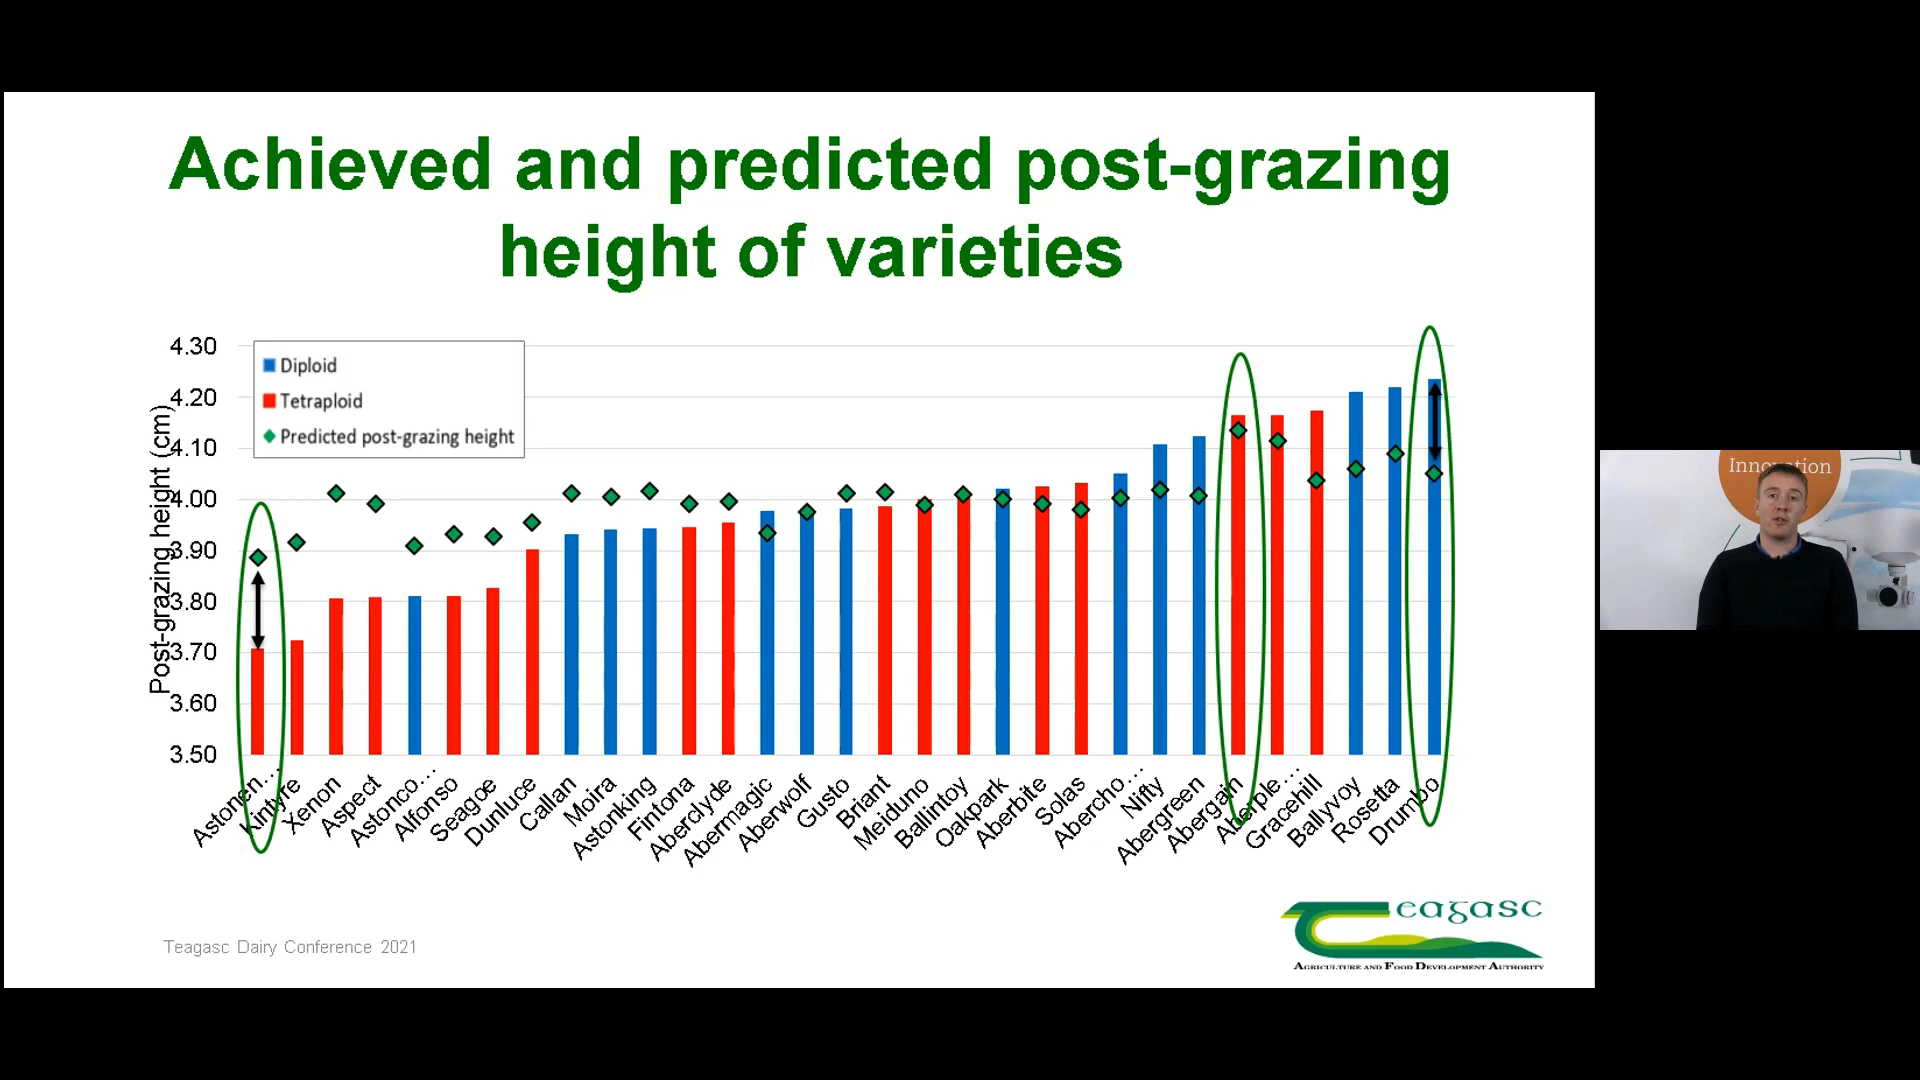 Achieved and predicted post-grazing
height of varieties
Post-grazing height (cm)
4.30
4.20
4.10
4.00
3.90
3.80
3.70
3.60
3.50
Diploid
Tetraploid
Predicted post-grazing height
Astonen...
Kintyre
Xenon
Aspect
Astonco...
Alfonso
Seagoe
Dunluce
Callan
Moira
Astonking
Fintona
Aberclyde
Abermagic
Aberwolf
Gusto
Briant
Meiduno
Ballintoy
Oakpark
Aberbite
Solas
Abercho...
Nifty
Abergreen
Abergain
Aberple...
Gracehill
Ballyvoy
Rosetta
Drumbo
Teagasc Dairy Conference 2021
Teagasc
AGRICULTURE AND FOOD DEVELOPMENT AUTHORITY
Innovation